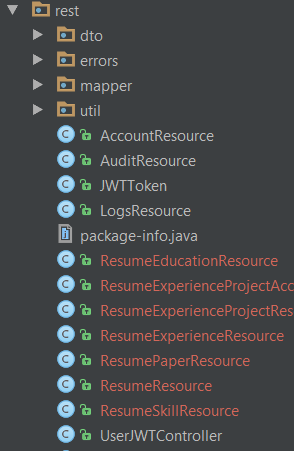 rest
dto
errors
mapper
util
AccountResource
AuditResource
JWTToken
LogsResource
package-info.java
ResumeEducationResource
ResumeExperienceProjectAcc
ResumeExperienceProjectRes
ResumeExperienceResource
ResumePaperResource
ResumeResource
ResumeSkillResource
UserJWTController